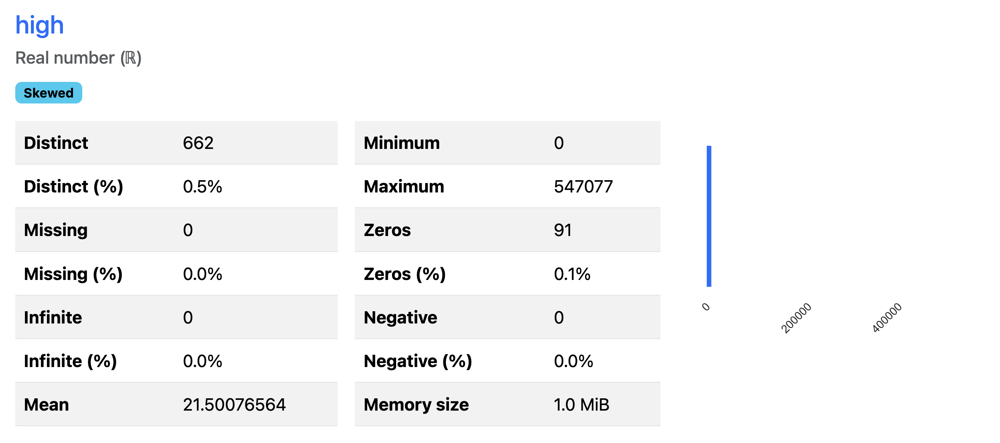 high
Real number (ℝ)
Skewed
Distinct 662
Distinct (%) 0.5%
Missing 0
Missing (%) 0.0%
Infinite 0
Infinite (%) 0.0%
Mean 21.50076564
Minimum 0
Maximum 547077
Zeros 91
Zeros (%) 0.1%
Negative 0
Negative (%) 0.0%
Memory size 1.0 MiB
0
200000
400000